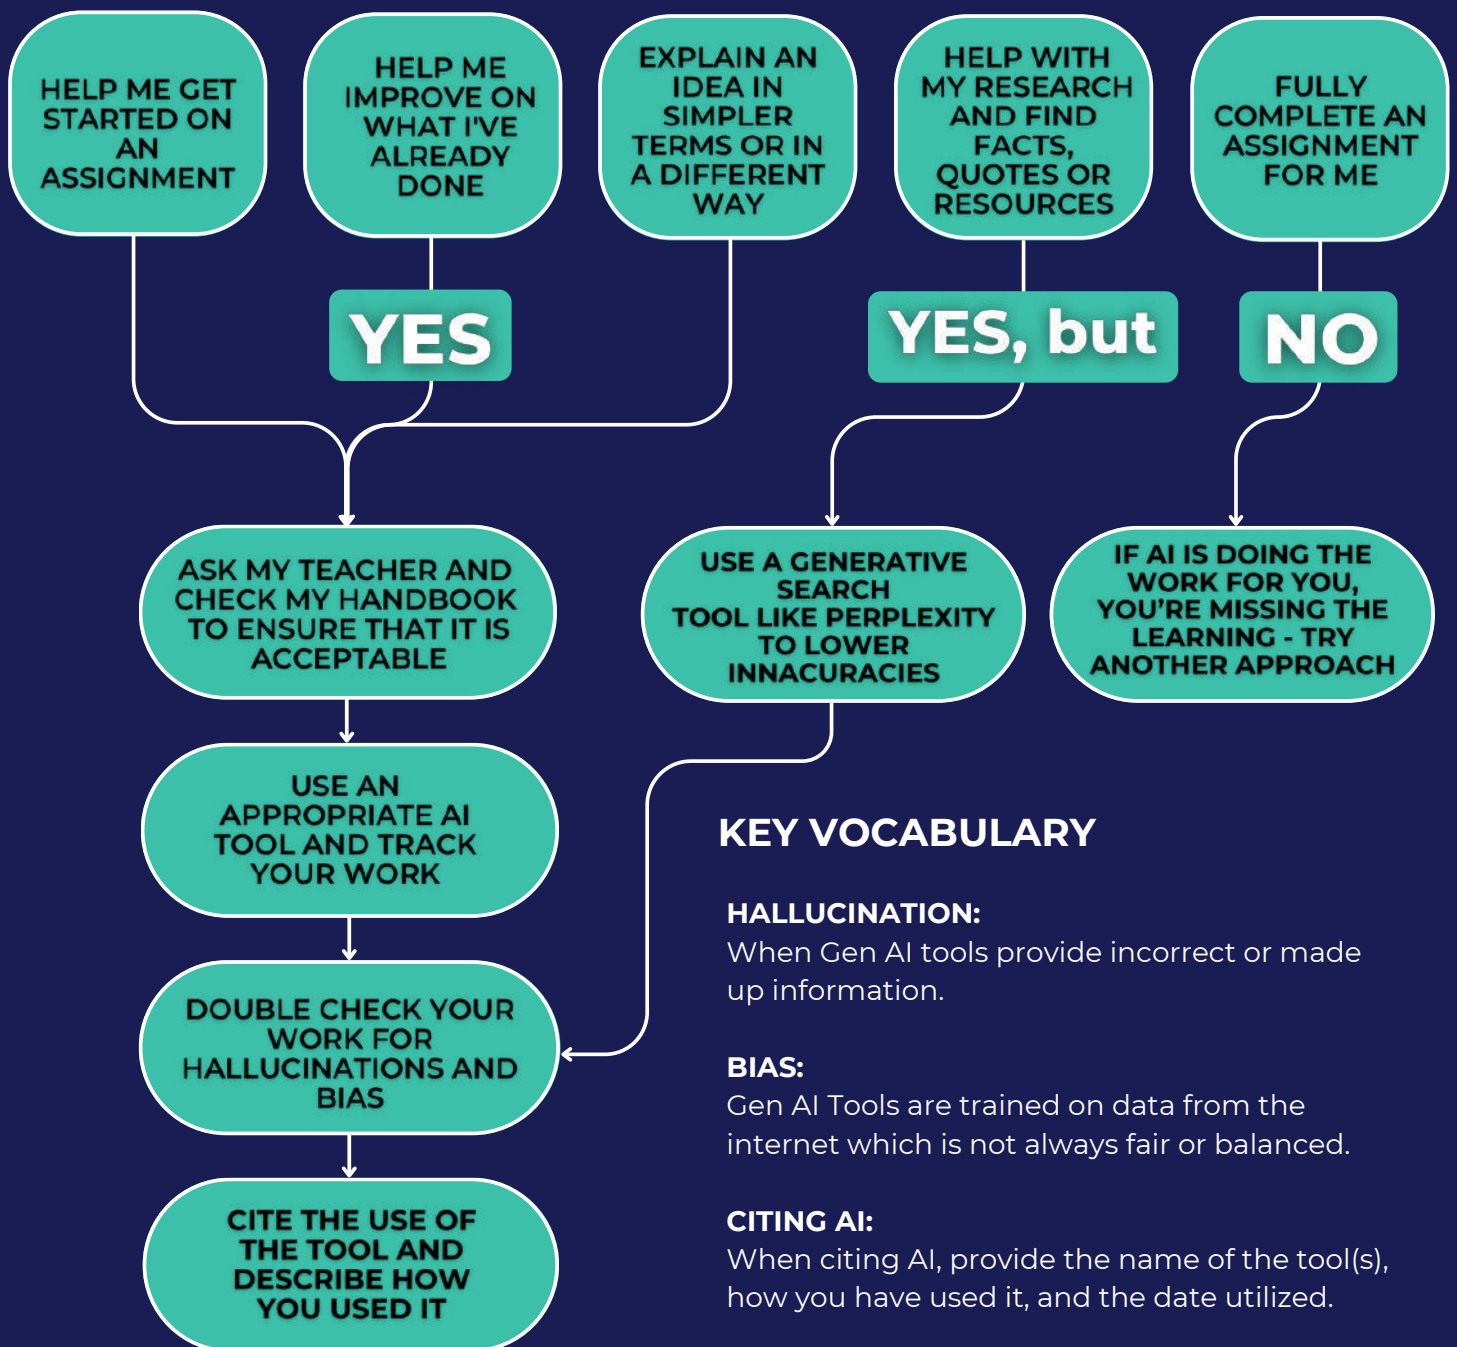 HELP ME GET
STARTED ON
AN
ASSIGNMENT
HELP ME
IMPROVE ON
WHAT I'VE
ALREADY
DONE
EXPLAIN AN
IDEA IN
SIMPLER
TERMS OR IN
A DIFFERENT
WAY
HELP WITH
MY RESEARCH
AND FIND
FACTS,
QUOTES OR
RESOURCES
FULLY
COMPLETE AN
ASSIGNMENT
FOR ME
YES
YES, but
NO
ASK MY TEACHER AND
CHECK MY HANDBOOK
TO ENSURE THAT IT IS
ACCEPTABLE
USE A GENERATIVE
SEARCH
TOOL LIKE PERPLEXITY
TO LOWER
INNACURACIES
IF AI IS DOING THE
WORK FOR YOU,
YOU'RE MISSING THE
LEARNING - TRY
ANOTHER APPROACH
USE AN
APPROPRIATE AI
TOOL AND TRACK
YOUR WORK
DOUBLE CHECK YOUR
WORK FOR
HALLUCINATIONS AND
BIAS
CITE THE USE OF
THE TOOL AND
DESCRIBE HOW
YOU USED IT
KEY VOCABULARY
HALLUCINATION:
When Gen AI tools provide incorrect or made
up information.
BIAS:
Gen AI Tools are trained on data from the
internet which is not always fair or balanced.
CITING AI:
When citing AI, provide the name of the tool(s),
how you have used it, and the date utilized.